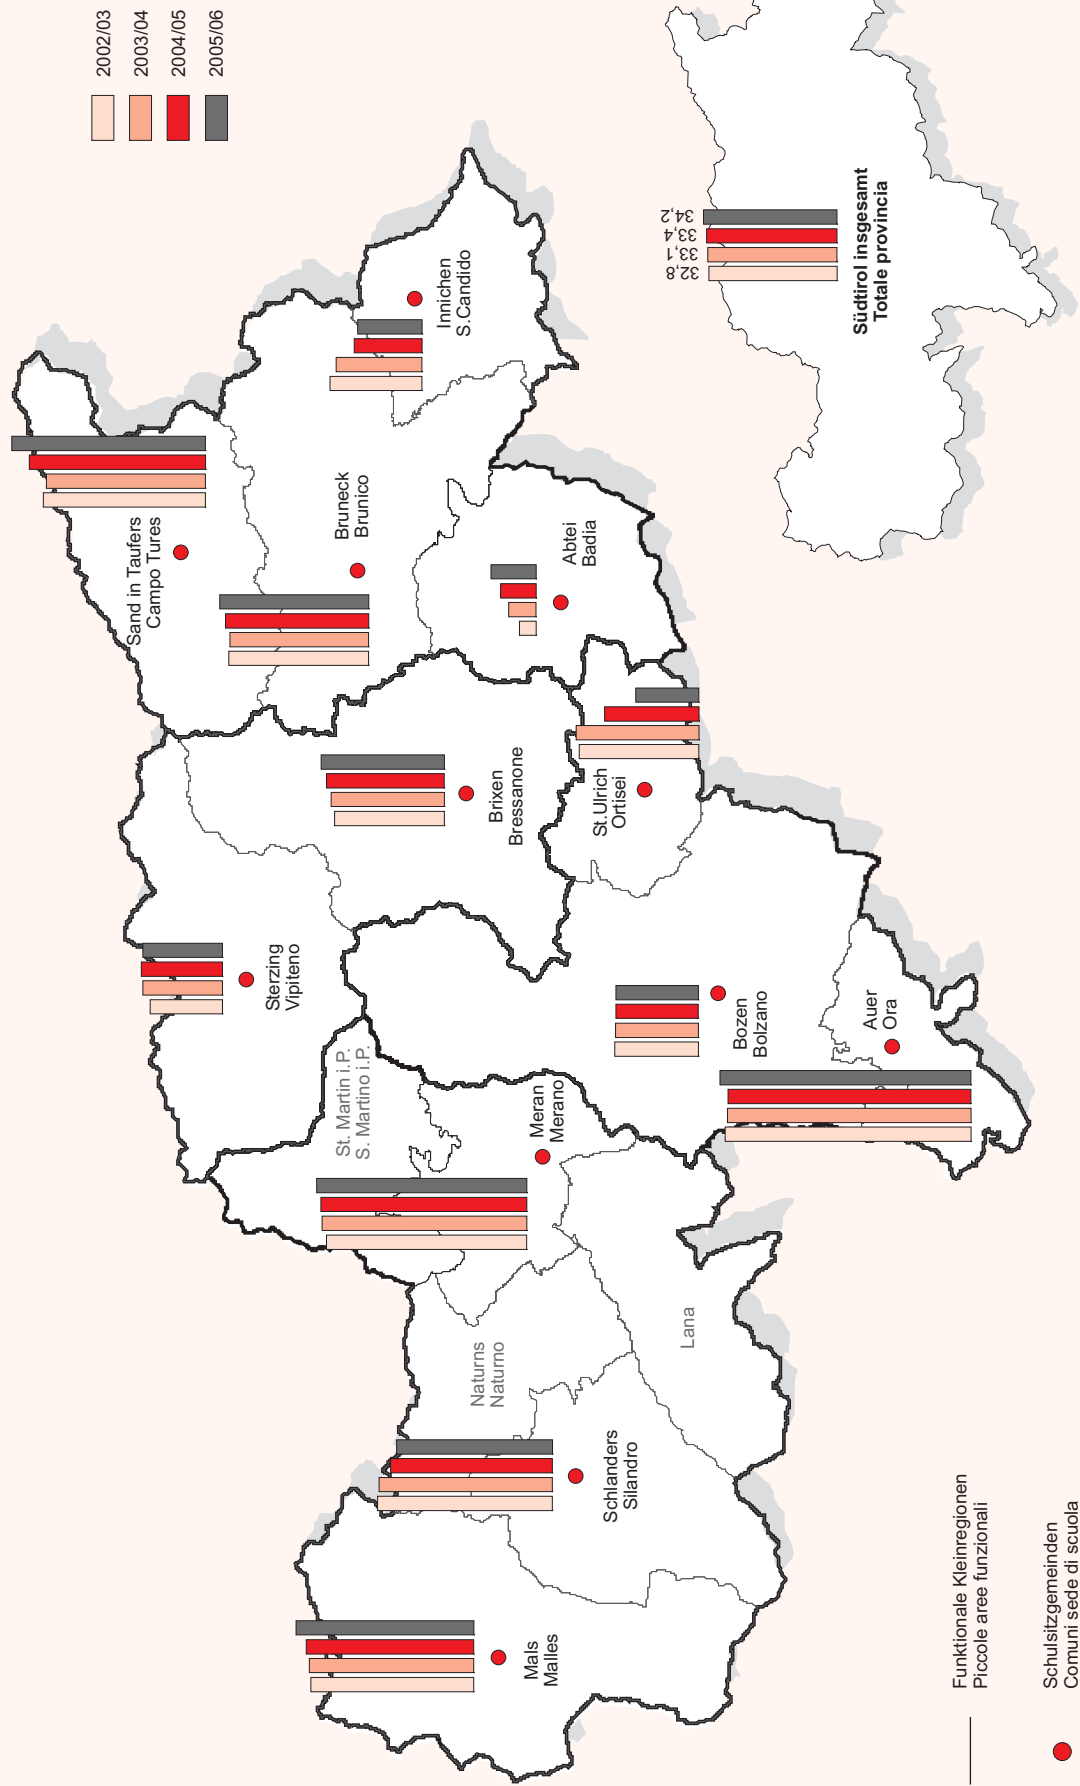 2002/03
2003/04
2004/05
2005/06
Sand in Taufers
Campo Tures
Bruneck
Brunico
Innichen
S.Candido
Abtei
Badia
Sterzing
Vipiteno
Brixen
Bressanone
St.Ulrich
Ortisei
St. Martin i.P.
S. Martino i.P.
Meran
Merano
Bozen
Bolzano
Auer
Ora
Naturns
Naturno
Lana
Schlanders
Silandro
Mals
Malles
32,8
33,1
33,4
34,2
Südtirol insgesamt
Totale provincia
Funktionale Kleinregionen
Piccole aree funzionali
Schulsitzgemeinden
Comuni sede di scuola